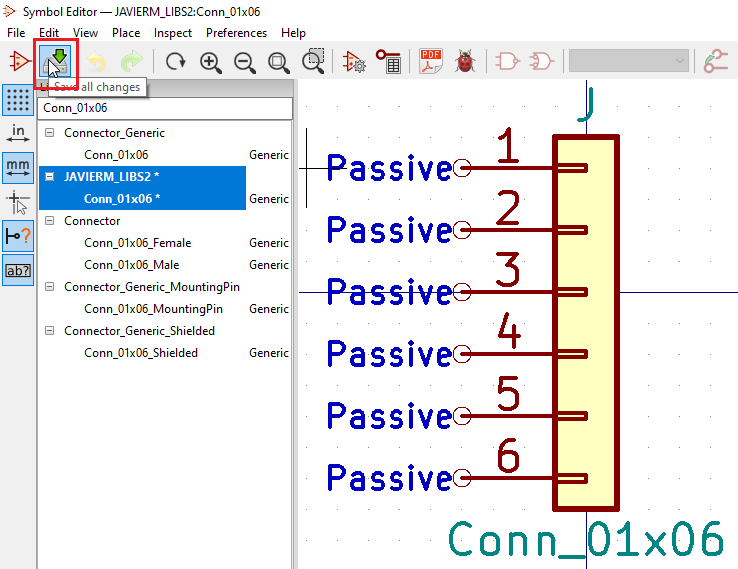 Symbol Editor — JAVIERM_LIBS2:Conn_01x06
File Edit View Place Inspect Preferences Help
PDF
Save all changes
in
mm
ab?
Conn_01x06
Connector_Generic
Conn_01x06 Generic
JAVIERM_LIBS2 *
Conn_01x06 * Generic
Connector
Conn_01x06_Female Generic
Conn_01x06_Male Generic
Connector_Generic_MountingPin
Conn_01x06_MountingPin Generic
Connector_Generic_Shielded
Conn_01x06_Shielded Generic
J
Passive 1
Passive 2
Passive 3
Passive 4
Passive 5
Passive 6
Conn_01x06